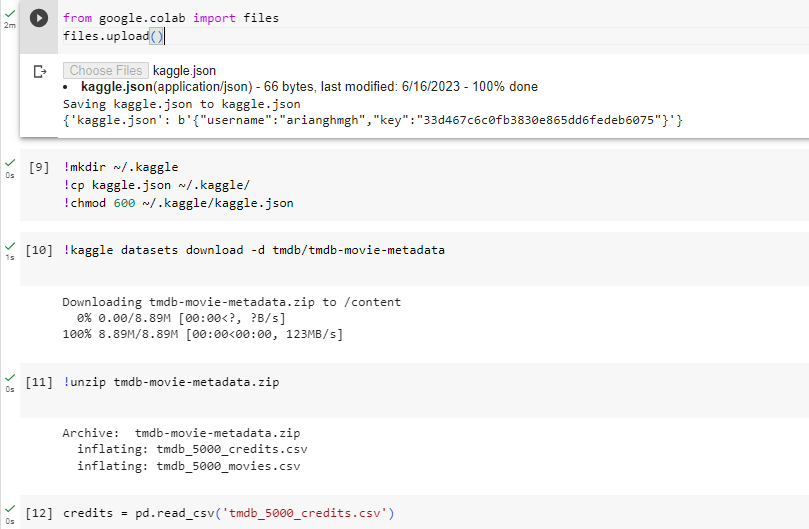 2m
from google.colab import files
files.upload()
Choose Files kaggle.json
• kaggle.json(application/json) - 66 bytes, last modified: 6/16/2023 - 100% done
Saving kaggle.json to kaggle.json
{'kaggle.json': b'{"username":"arianghmgh","key":"33d467c6c0fb3830e865dd6fedeb6075"}'}
0s
[9] !mkdir ~/.kaggle
!cp kaggle.json ~/.kaggle/
!chmod 600 ~/.kaggle/kaggle.json
1s
[10] !kaggle datasets download -d tmdb/tmdb-movie-metadata
Downloading tmdb-movie-metadata.zip to /content
0% 0.00/8.89M [00:00<?, ?B/s]
100% 8.89M/8.89M [00:00<00:00, 123MB/s]
0s
[11] !unzip tmdb-movie-metadata.zip
Archive:  tmdb-movie-metadata.zip
inflating: tmdb_5000_credits.csv
inflating: tmdb_5000_movies.csv
0s
[12] credits = pd.read_csv('tmdb_5000_credits.csv')